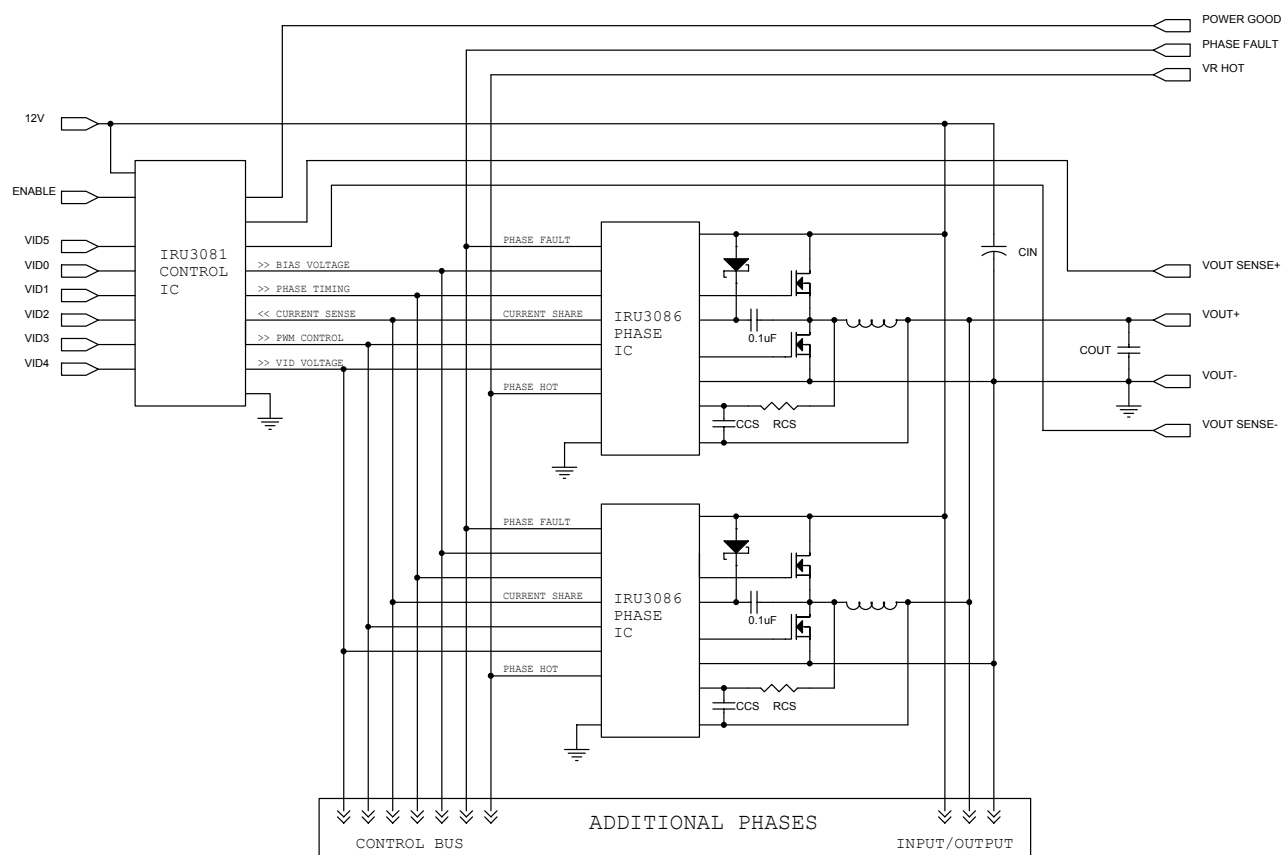 POWER GOOD
PHASE FAULT
VR HOT
12V
ENABLE
VID5
VID0
VID1
VID2
VID3
VID4
IRU3081
CONTROL
IC
>> BIAS VOLTAGE
>> PHASE TIMING
<< CURRENT SENSE
>> PWM CONTROL
>> VID VOLTAGE
PHASE FAULT
CURRENT SHARE
PHASE HOT
IRU3086
PHASE
IC
0.1uF
CCS
RCS
CIN
COUT
VOUT SENSE+
VOUT+
VOUT-
VOUT SENSE-
PHASE FAULT
CURRENT SHARE
PHASE HOT
IRU3086
PHASE
IC
0.1uF
CCS
RCS
ADDITIONAL PHASES
CONTROL BUS
INPUT/OUTPUT